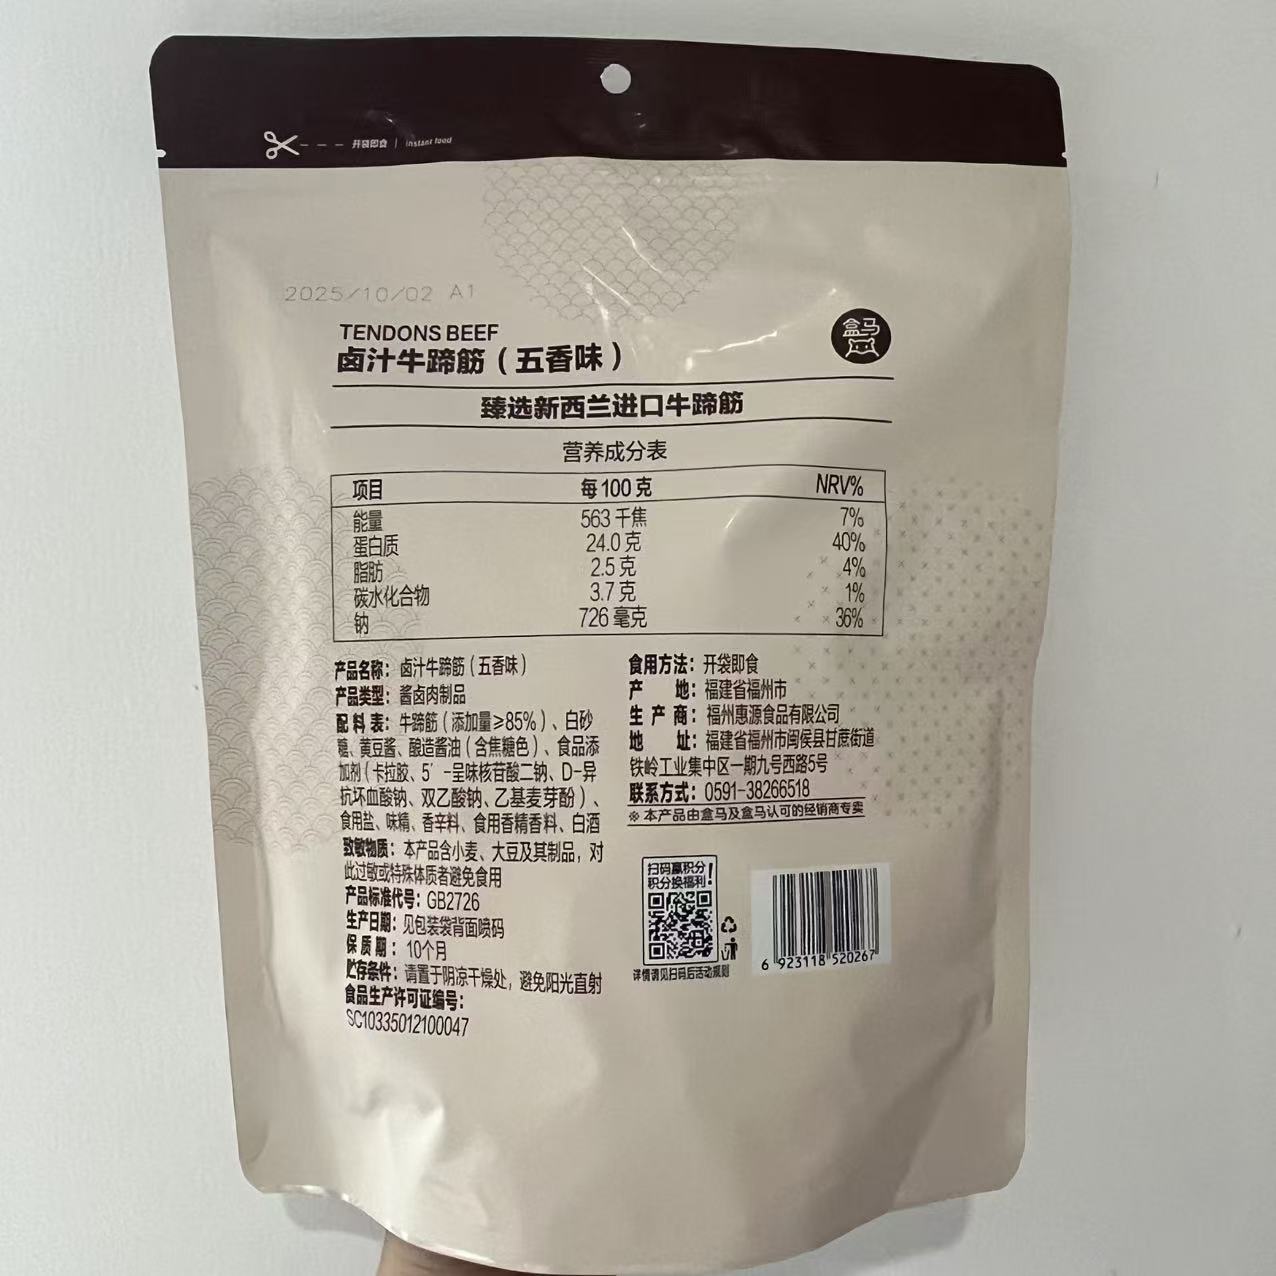 开袋即食 | instant food
2025/10/02 A1
TENDONS BEEF
卤汁牛蹄筋（五香味）
盒马
臻选新西兰进口牛蹄筋
营养成分表
项目 每100克 NRV%
能量 563千焦 7%
蛋白质 24.0克 40%
脂肪 2.5克 4%
碳水化合物 3.7克 1%
钠 726毫克 36%
产品名称：卤汁牛蹄筋（五香味）
产品类型：酱卤肉制品
配料表：牛蹄筋（添加量≥85%）、白砂
糖、黄豆酱、酿造酱油（含焦糖色）、食品添
加剂（卡拉胶、5′-呈味核苷酸二钠、D-异
抗坏血酸钠、双乙酸钠、乙基麦芽酚）、
食用盐、味精、香辛料、食用香精香料、白酒
致敏物质：本产品含小麦、大豆及其制品，对
此过敏或特殊体质者避免食用
产品标准代号：GB2726
生产日期：见包装袋背面喷码
保质期：10个月
贮存条件：请置于阴凉干燥处，避免阳光直射
食品生产许可证编号：
SC10335012100047
食用方法：开袋即食
产地：福建省福州市
生产商：福州惠源食品有限公司
地址：福建省福州市闽侯县甘蔗街道
铁岭工业集中区一期九号西路5号
联系方式：0591-38266518
※本产品由盒马及盒马认可的经销商专卖
扫码赢积分
积分换福利！
详情请见扫码后活动规则
6 923118 520267